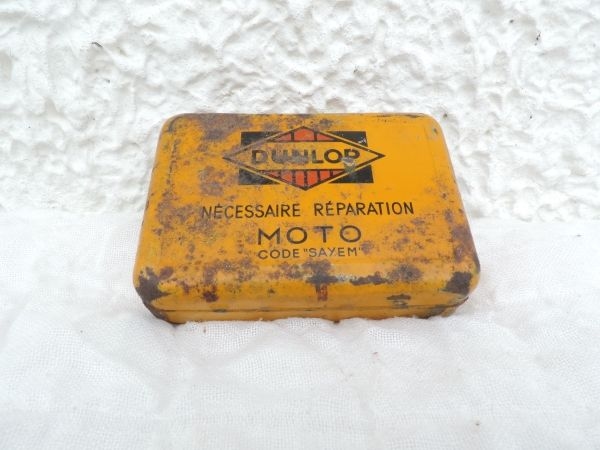 DUNLOP
NÉCESSAIRE RÉPARATION
MOTO
CODE "SAYEM"